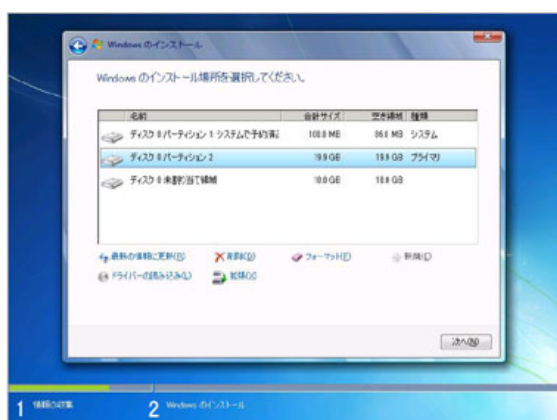 Windows のインストール
Windows のインストール場所を選択してください。
名前 合計サイズ 空き領域 種類
ディスク 0 パーティション 1: システムで予約済み 100.0 MB 86.0 MB システム
ディスク 0 パーティション 2 19.9 GB 19.9 GB プライマリ
ディスク 0 未割り当て領域 10.0 GB 10.0 GB
最新の情報に更新(R) 削除(D) フォーマット(F) 新規(E)
ドライバーの読み込み(L) 拡張(X)
次へ(N)
1 情報の収集 2 Windows のインストール